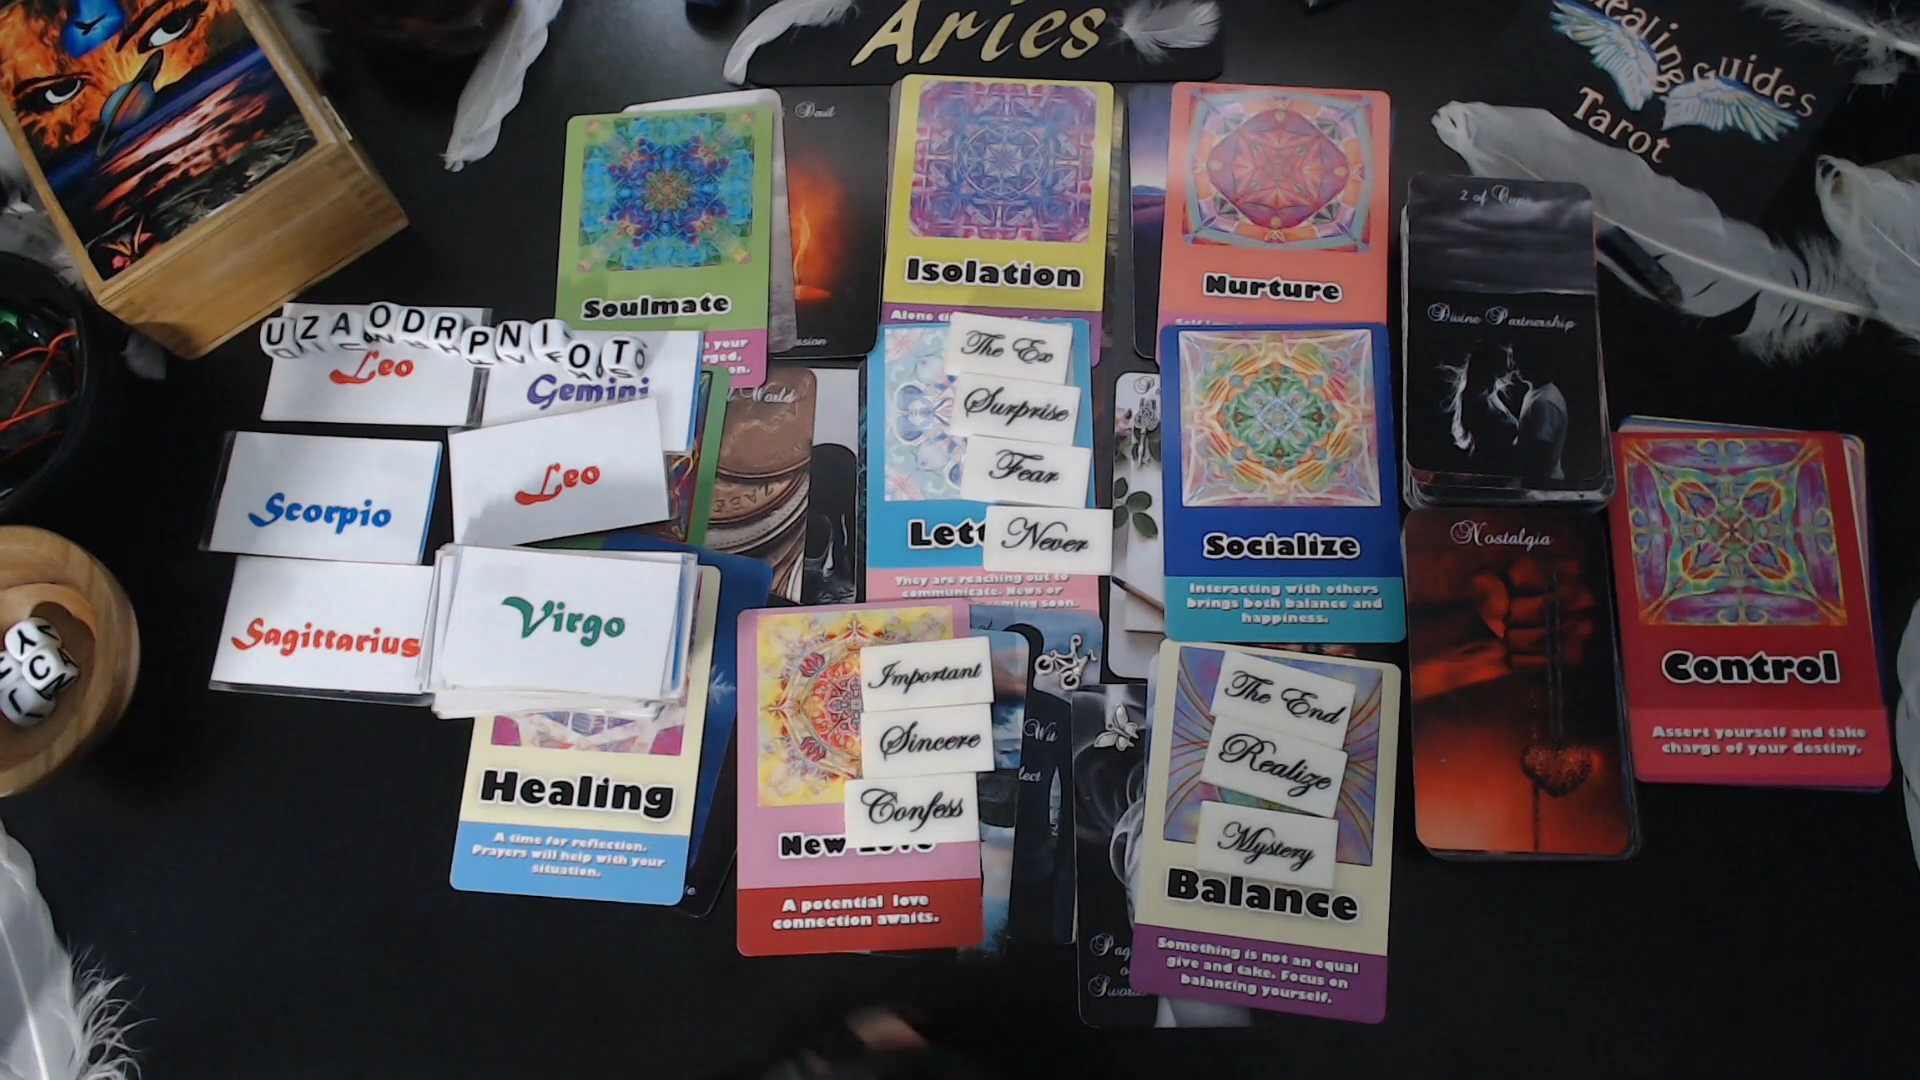 Aries
Healing Guides
Tarot
Devil
Isolation
Nurture
Soulmate
2 of Cups
Divine Partnership
U Z A O D R P N I O T
Leo
Gemini
World
The Ex
Surprise
Fear
Never
Socialize
Interacting with others
brings both balance and
happiness.
They are reaching out to
communicate. News or
Scorpio
Leo
Nostalgia
Control
Assert yourself and take
charge of your destiny.
Sagittarius
Virgo
Healing
A time for reflection.
Prayers will help with your
situation.
Important
Sincere
Confess
New Love
A potential love
connection awaits.
The End
Realize
Mystery
Balance
Something is not an equal
give and take. Focus on
balancing yourself.